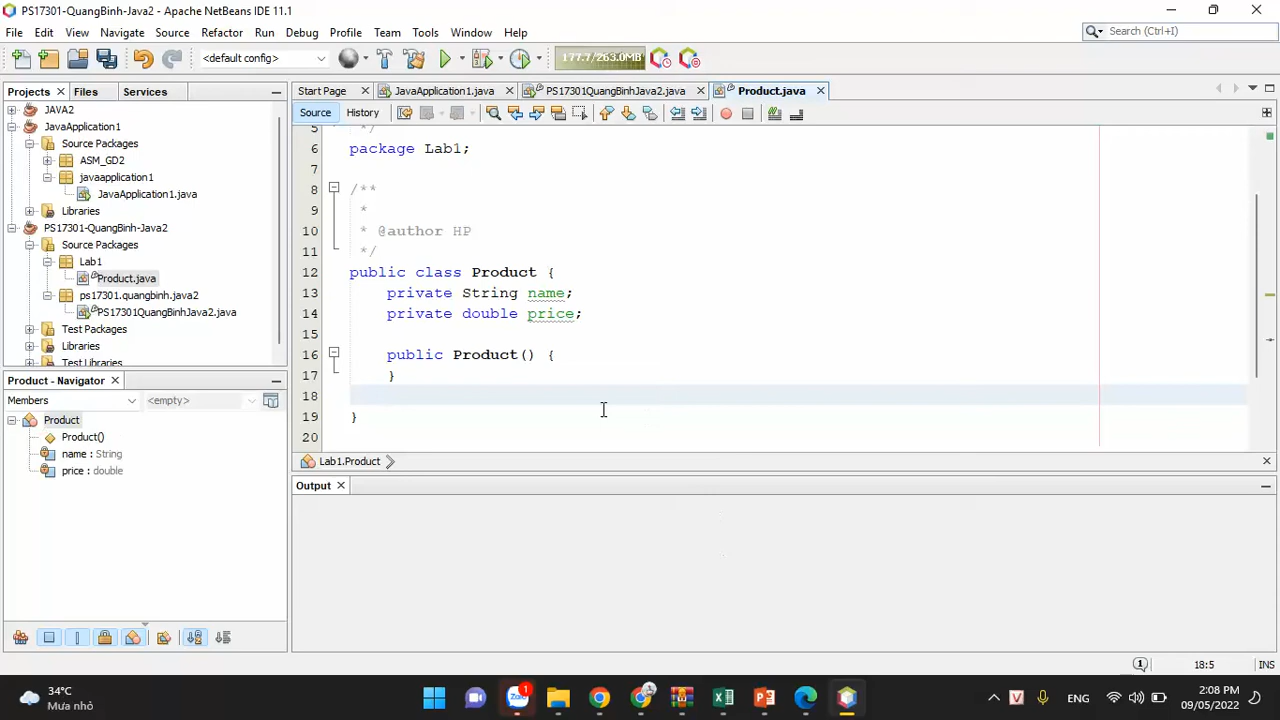 PS17301-QuangBinh-Java2 - Apache NetBeans IDE 11.1
File Edit View Navigate Source Refactor Run Debug Profile Team Tools Window Help
Search (Ctrl+I)
<default config>
177.7/263.0MB
Projects Files Services
JAVA2
JavaApplication1
Source Packages
ASM_GD2
javaapplication1
JavaApplication1.java
Libraries
PS17301-QuangBinh-Java2
Source Packages
Lab1
Product.java
ps17301.quangbinh.java2
PS17301QuangBinhJava2.java
Test Packages
Libraries
Test Libraries
Product - Navigator
Members <empty>
Product
Product()
name : String
price : double
Start Page JavaApplication1.java PS17301QuangBinhJava2.java Product.java
Source History
5 */
6 package Lab1;
7
8 /**
9 *
10 * @author HP
11 */
12 public class Product {
13 private String name;
14 private double price;
15
16 public Product() {
17 }
18
19 }
20
Lab1.Product
Output
1 18:5 INS
34°C
Mưa nhỏ
1
V
ENG
2:08 PM
09/05/2022